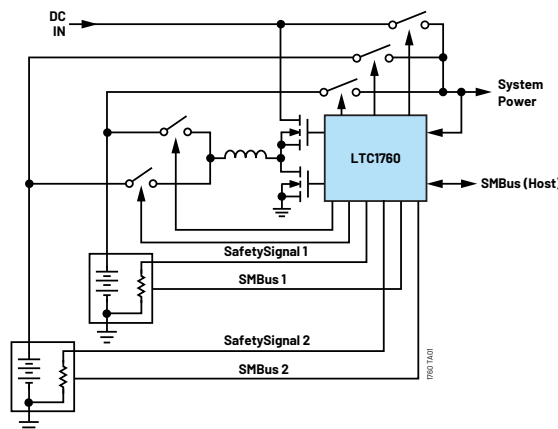 DC
IN
System
Power
LTC1760
SMBus (Host)
SafetySignal 1
SMBus 1
SafetySignal 2
SMBus 2
1760 TA01